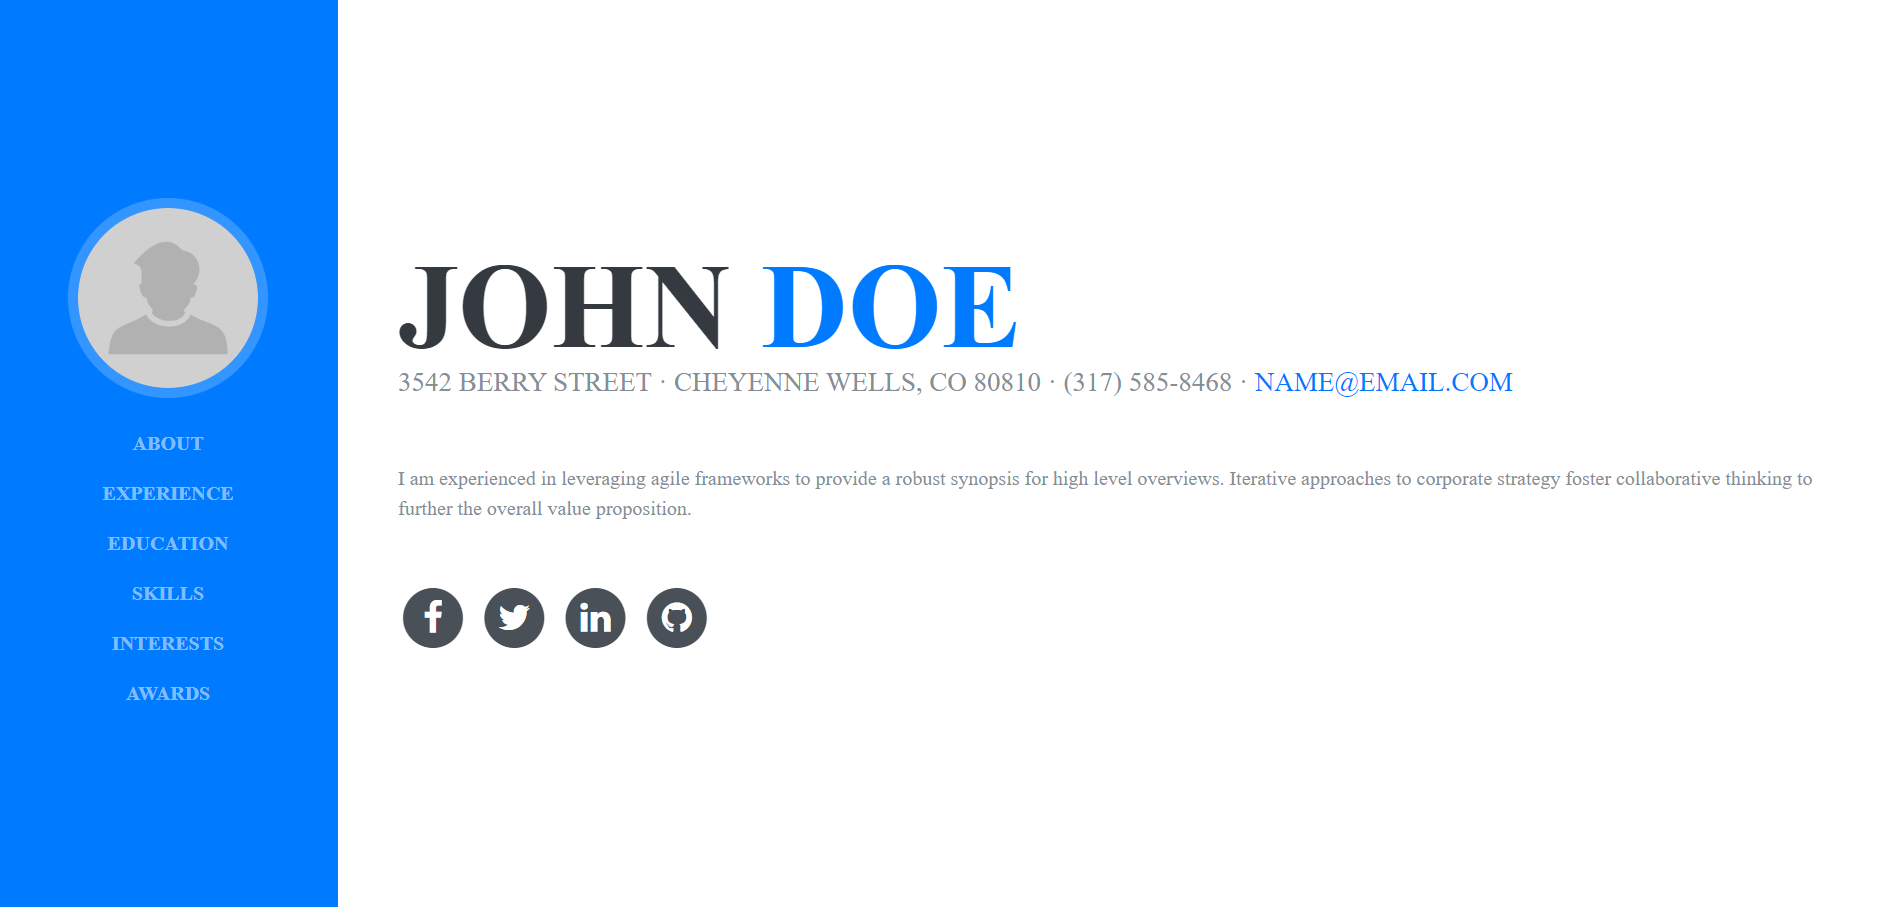 ABOUT
EXPERIENCE
EDUCATION
SKILLS
INTERESTS
AWARDS
JOHN DOE
3542 BERRY STREET · CHEYENNE WELLS, CO 80810 · (317) 585-8468 · NAME@EMAIL.COM
I am experienced in leveraging agile frameworks to provide a robust synopsis for high level overviews. Iterative approaches to corporate strategy foster collaborative thinking to
further the overall value proposition.